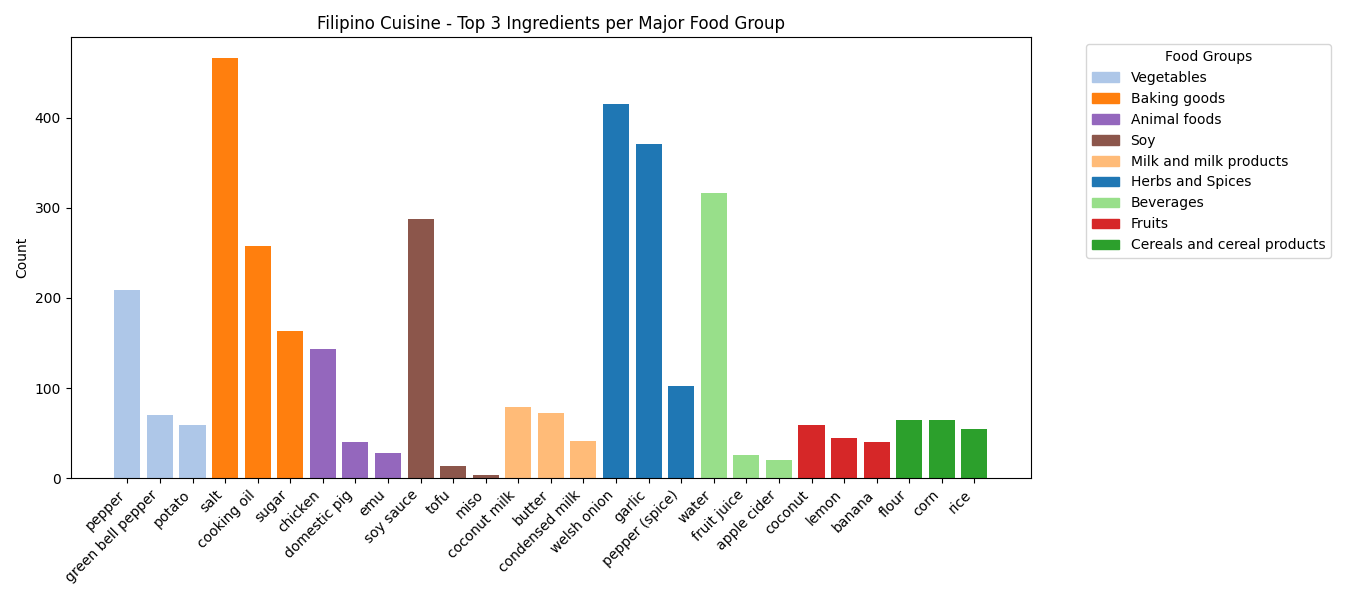 Filipino Cuisine - Top 3 Ingredients per Major Food Group
Count
400
300
200
100
0
pepper
green bell pepper
potato
salt
cooking oil
sugar
chicken
domestic pig
emu
soy sauce
tofu
miso
coconut milk
butter
condensed milk
welsh onion
garlic
pepper (spice)
water
fruit juice
apple cider
coconut
lemon
banana
flour
corn
rice
Food Groups
Vegetables
Baking goods
Animal foods
Soy
Milk and milk products
Herbs and Spices
Beverages
Fruits
Cereals and cereal products